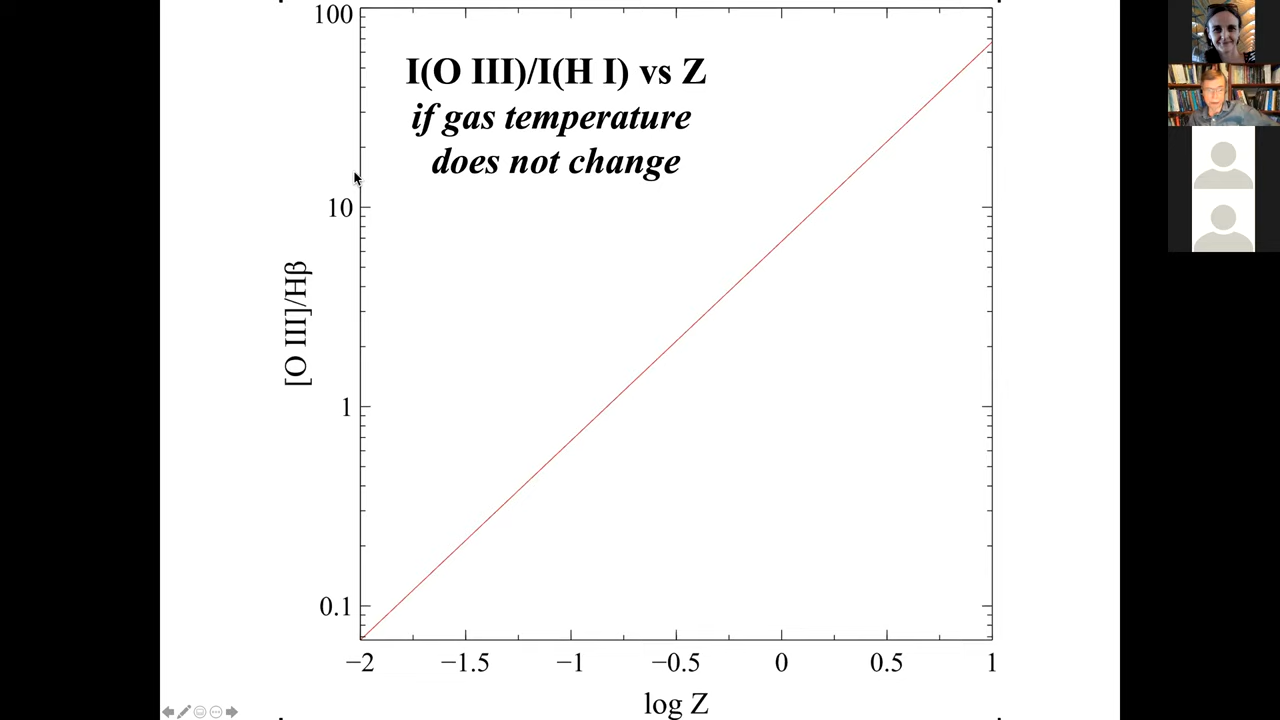 100
I(O III)/I(H I) vs Z
if gas temperature
does not change
10
[O III]/Hβ
1
0.1
−2
−1.5
−1
−0.5
0
0.5
1
log Z